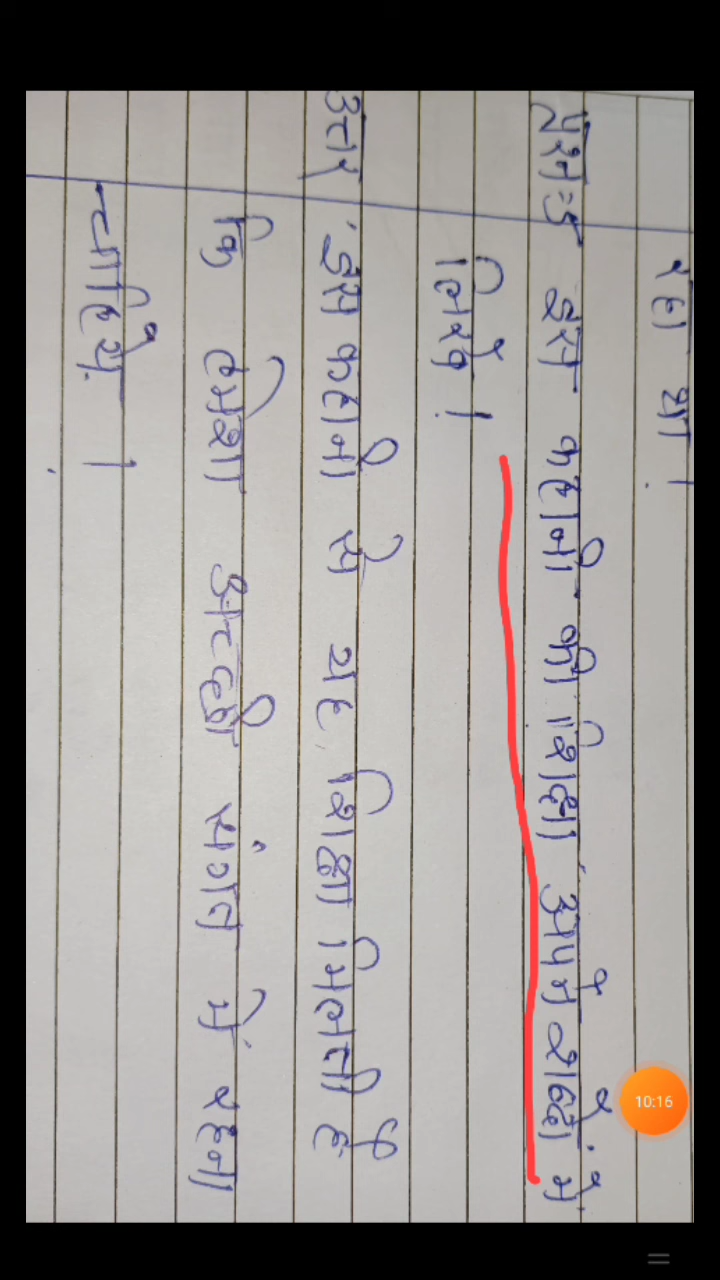 रहा था।
प्रश्न:5 इस कहानी की शिक्षा अपने शब्दों में
लिखे।
उत्तर इस कहानी से यह शिक्षा मिलती है
कि हमेशा अच्छी संगत में रहना
चाहिये।
10:16